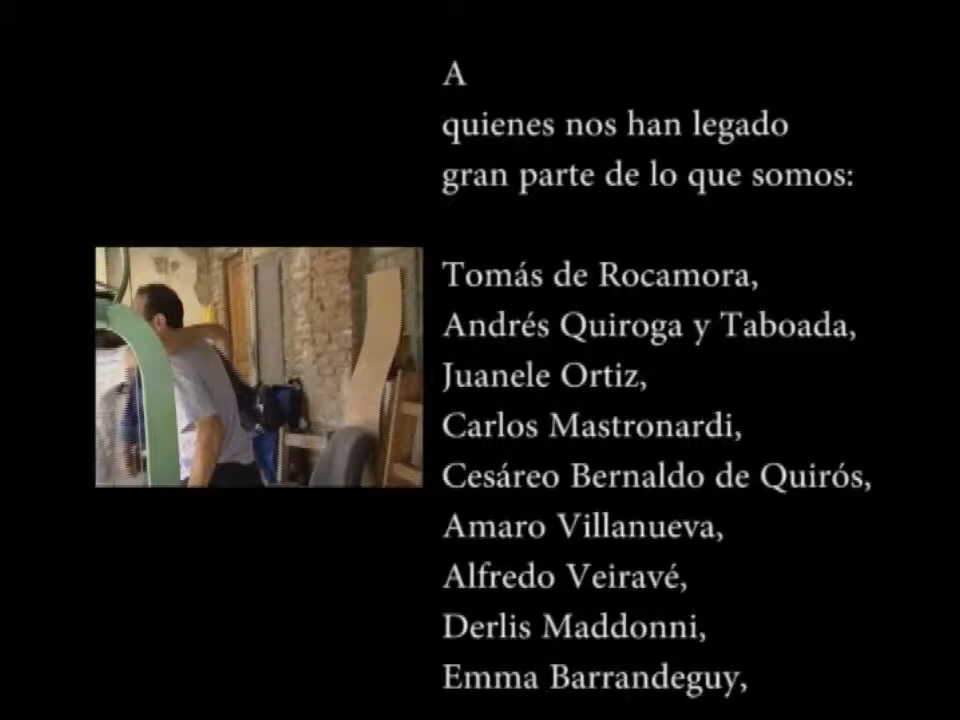 A
quienes nos han legado
gran parte de lo que somos:
Tomás de Rocamora,
Andrés Quiroga y Taboada,
Juanele Ortiz,
Carlos Mastronardi,
Cesáreo Bernaldo de Quirós,
Amaro Villanueva,
Alfredo Veiravé,
Derlis Maddonni,
Emma Barrandeguy,